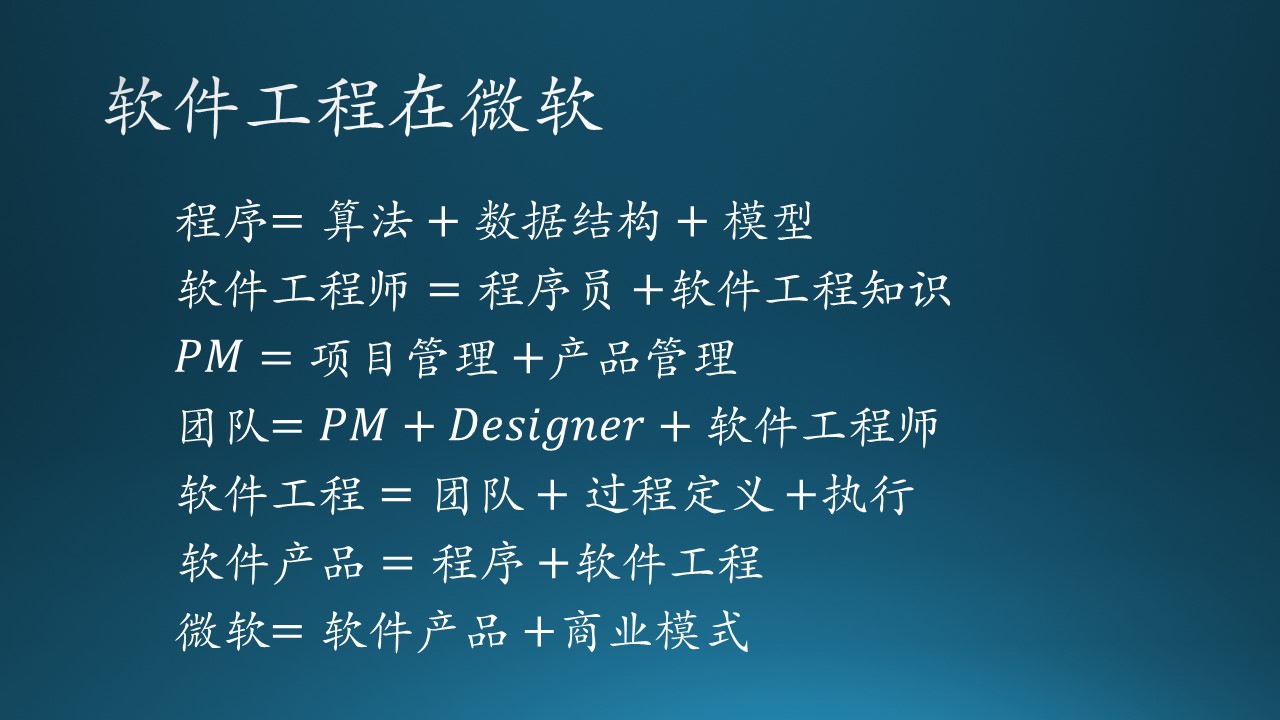 软件工程在微软
程序= 算法 + 数据结构 + 模型
软件工程师 = 程序员 +软件工程知识
PM = 项目管理 +产品管理
团队= PM + Designer + 软件工程师
软件工程 = 团队 + 过程定义 +执行
软件产品 = 程序 +软件工程
微软= 软件产品 +商业模式